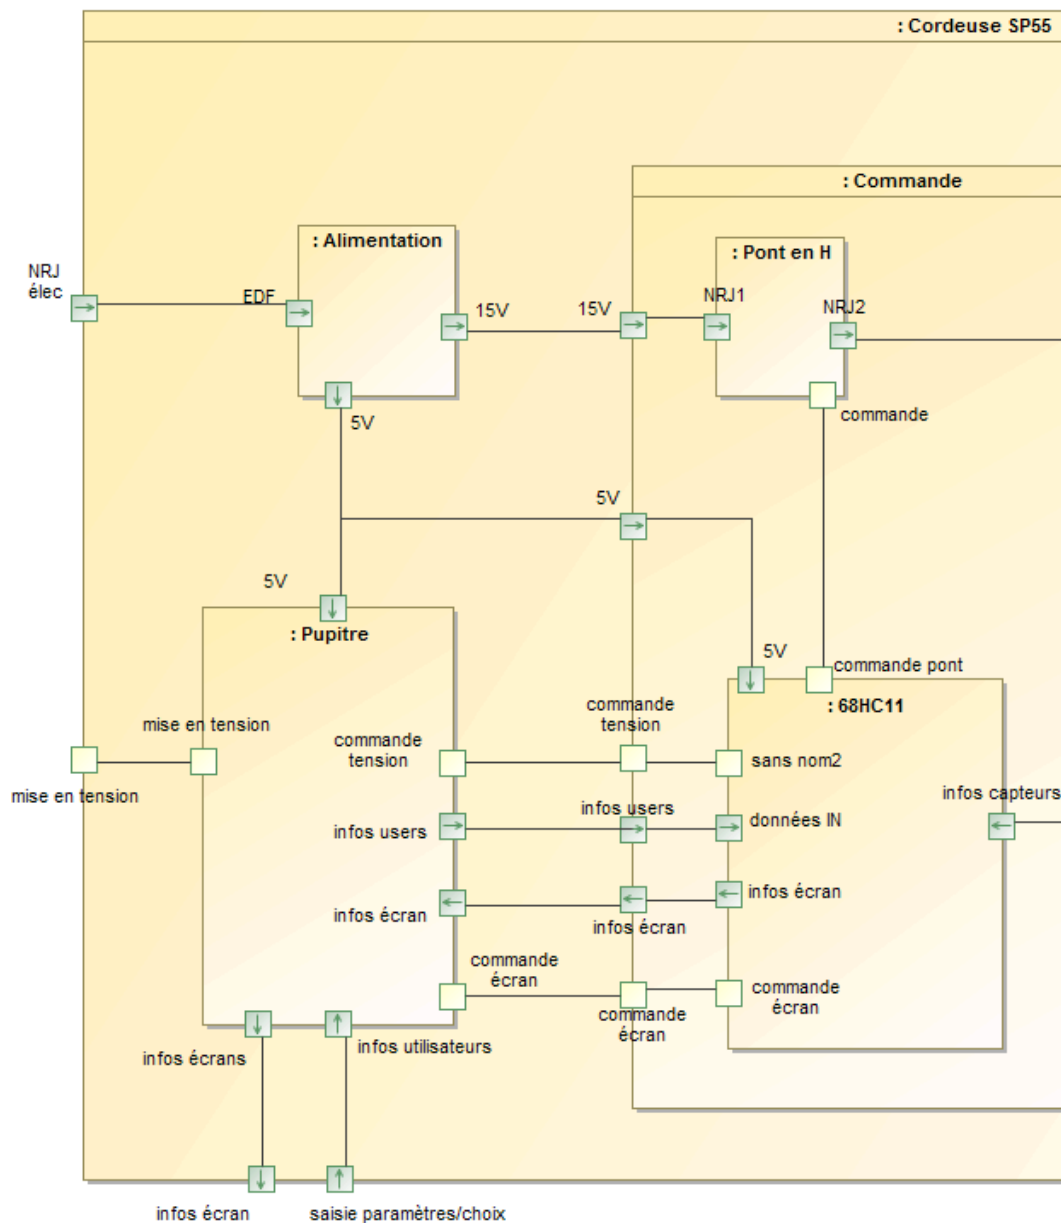 : Cordeuse SP55
: Commande
: Alimentation
: Pont en H
NRJ
élec
EDF
15V
15V
NRJ1
NRJ2
5V
commande
5V
5V
: Pupitre
5V
commande pont
: 68HC11
mise en tension
commande
tension
commande
tension
sans nom2
mise en tension
infos users
infos users
données IN
infos capteurs
infos écran
infos écran
infos écran
commande
écran
commande
écran
commande
écran
infos écrans
infos utilisateurs
infos écran
saisie paramètres/choix